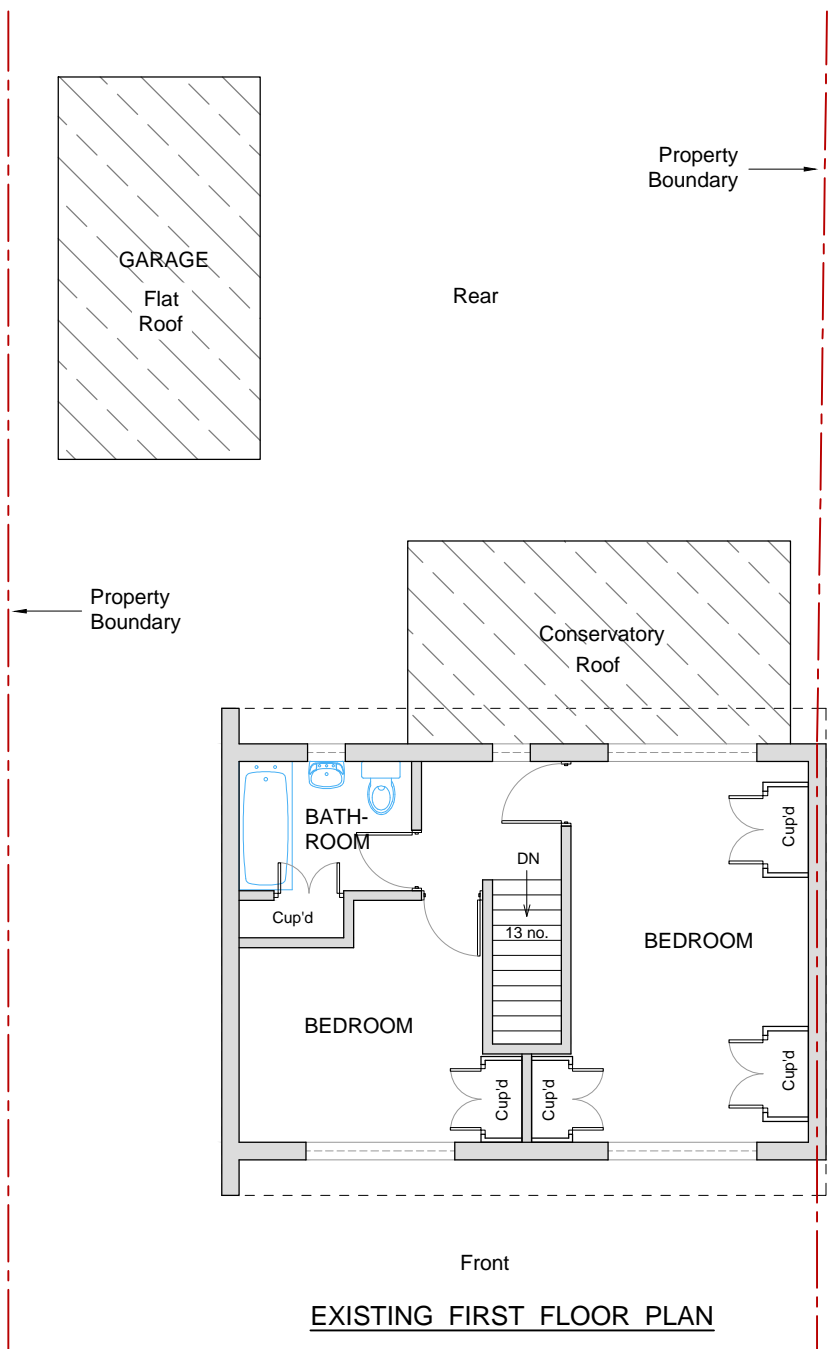 Property
Boundary
GARAGE
Flat
Roof
Rear
Property
Boundary
Conservatory
Roof
BATH-
ROOM
Cup'd
DN
13 no.
Cup'd
BEDROOM
BEDROOM
Cup'd
Cup'd
Cup'd
Front
EXISTING FIRST FLOOR PLAN